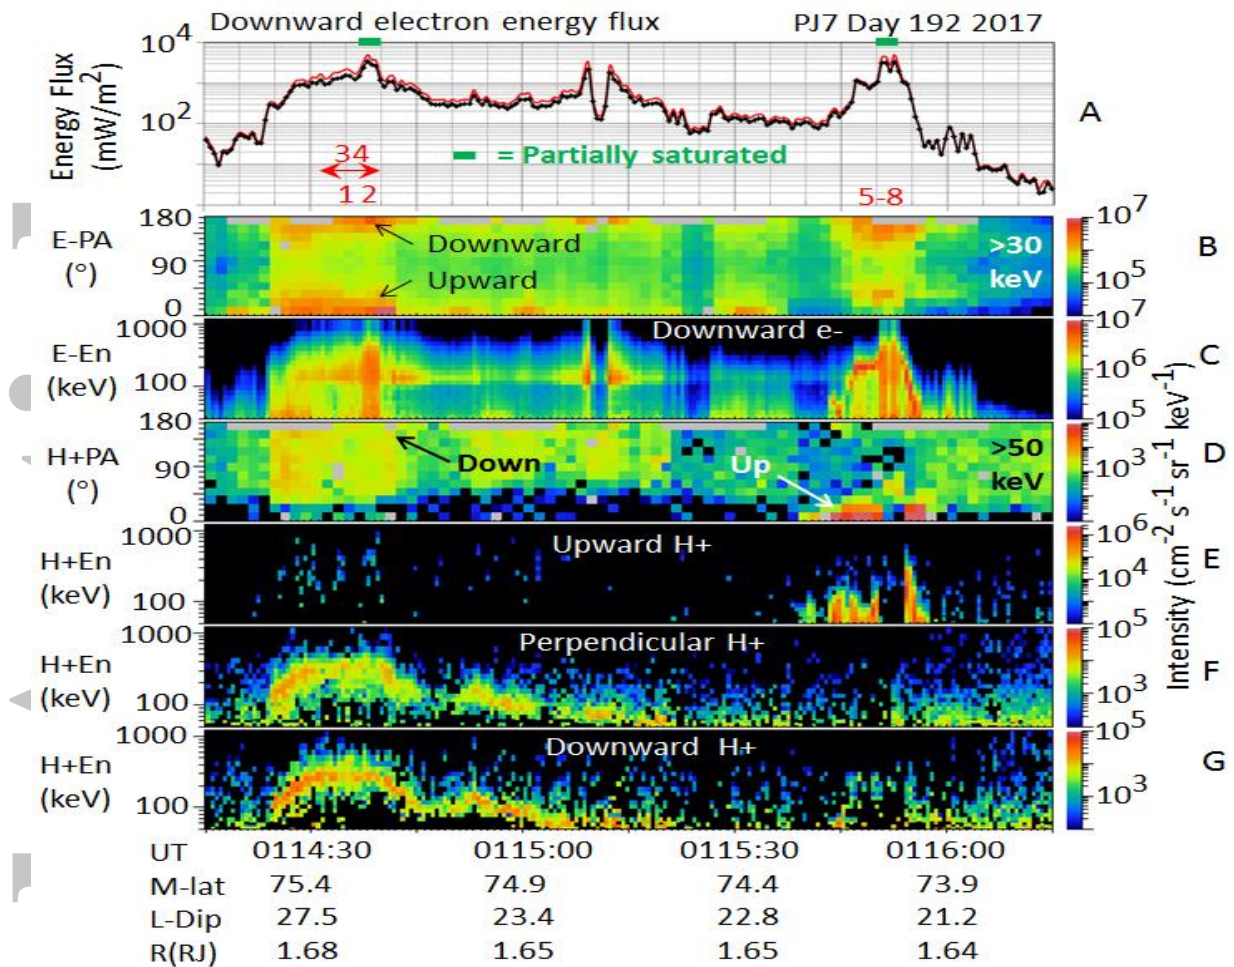 Downward electron energy flux PJ7 Day 192 2017
10^4
Energy Flux
(mW/m^2)
10^2
A
34
1 2
= Partially saturated
5-8
E-PA
(°)
180
90
0
Downward
Upward
>30
keV
10^7
10^5
10^7
B
E-En
(keV)
1000
100
Downward e-
10^7
10^6
10^5
C
H+PA
(°)
180
90
0
Down
Up
>50
keV
10^3
10^6
D
H+En
(keV)
1000
100
Upward H+
10^4
10^5
E
H+En
(keV)
1000
100
Perpendicular H+
10^3
10^5
F
H+En
(keV)
1000
100
Downward H+
10^3
G
Intensity (cm^-2 s^-1 sr^-1 keV^-1)
UT 0114:30 0115:00 0115:30 0116:00
M-lat 75.4 74.9 74.4 73.9
L-Dip 27.5 23.4 22.8 21.2
R(RJ) 1.68 1.65 1.65 1.64